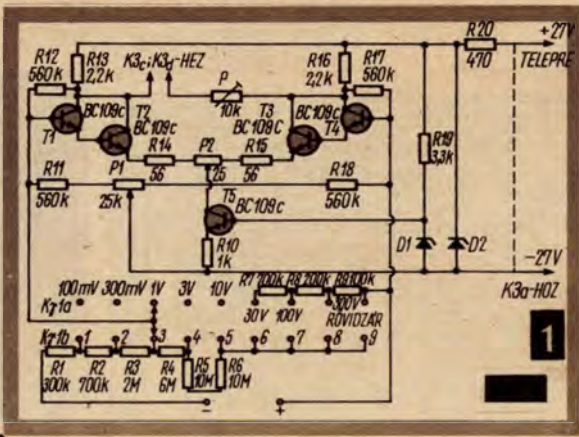 R12
560k
R13
2,2k
K3c; K3d-HEZ
R16
2,2k
R17
560k
R20
470
+27V
TELEPRE
BC109c
T1
T2
BC109c
P
10k
T3
BC109c
T4
BC109c
R14
56
P2
25
R15
56
R19
3,3k
R11
560k
P1
25k
R18
560k
T5
BC109c
R10
1k
D1
D2
-27V
K3a-HOZ
100mV 300mV 1V 3V 10V
R7 700k R8 200k R9 100k
30V 100V 300V
RÖVIDZÁR
K71a
K71b 1 2 3 4 5 6 7 8 9
R1 R2 R3 R4 R5 R6
300k 700k 2M 6M 10M 10M
- +
1